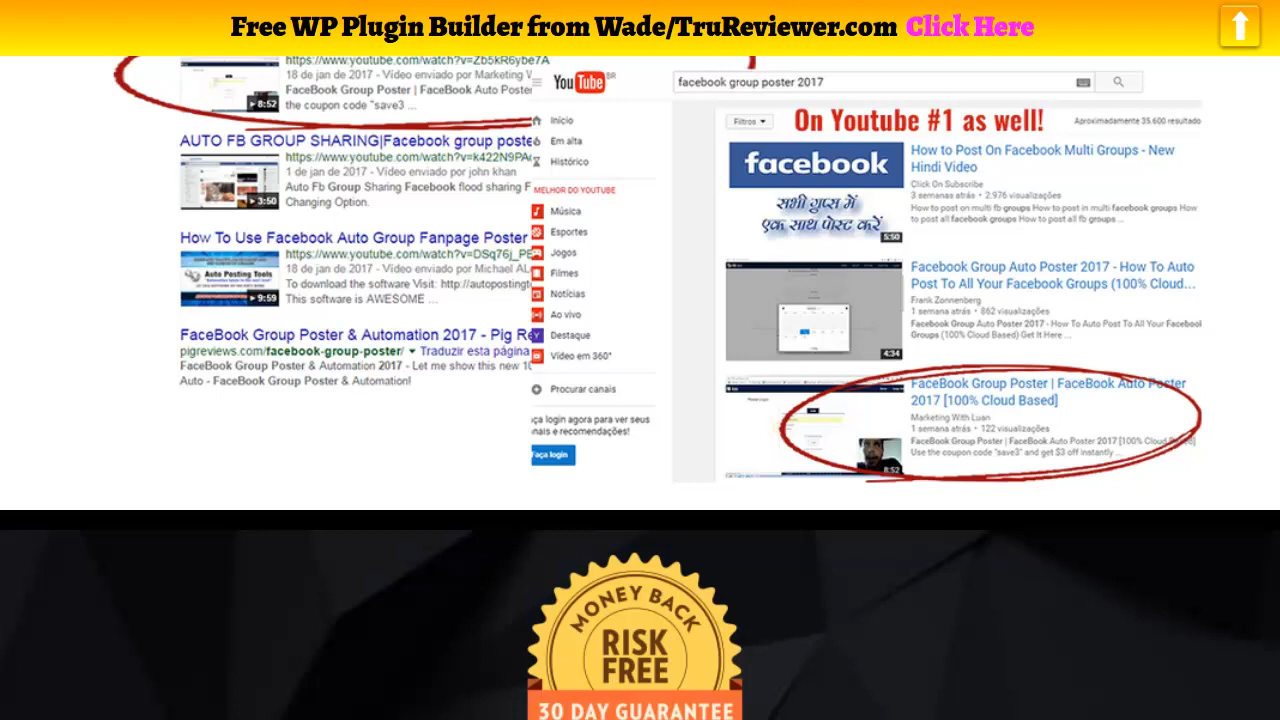 Free WP Plugin Builder from Wade/TruReviewer.com Click Here
https://www.youtube.com/watch?v=Zb5kR6ybe7A
18 de jan de 2017 - Vídeo enviado por Marketing W
FaceBook Group Poster | FaceBook Auto Poster
the coupon code "save3 ...
8:52
AUTO FB GROUP SHARING|Facebook group poste
https://www.youtube.com/watch?v=k422N9PA
1 de jan de 2017 - Vídeo enviado por john khan
Auto Fb Group Sharing Facebook flood sharing F
Changing Option.
3:50
How To Use Facebook Auto Group Fanpage Poster
https://www.youtube.com/watch?v=DSq76j_PE
18 de jan de 2017 - Vídeo enviado por Michael AL
To download the software Visit: http://autopostingt
This software is AWESOME ...
Auto Posting Tools
9:59
FaceBook Group Poster & Automation 2017 - Pig Re
pigreviews.com/facebook-group-poster/ Traduzir esta página
FaceBook Group Poster & Automation 2017 - Let me show this new 10
Auto - FaceBook Group Poster & Automation!
YouTube BR
facebook group poster 2017
Início
Em alta
Histórico
MELHOR DO YOUTUBE
Música
Esportes
Jogos
Filmes
Notícias
Ao vivo
Destaque
Vídeo em 360°
Procurar canais
ça login agora para ver seus
nais e recomendações!
Faça login
Filtros
On Youtube #1 as well!
Aproximadamente 35.600 resultado
facebook
सभी ग्रुप्स में
एक साथ पोस्ट करें
5:50
How to Post On Facebook Multi Groups - New
Hindi Video
Click On Subscribe
3 semanas atrás • 2.976 visualizações
How to post on multi fb groups How to post in multi facebook groups How
to post all facebook groups How to post all fb groups ...
4:34
Facebook Group Auto Poster 2017 - How To Auto
Post To All Your Facebook Groups (100% Cloud...
Frank Zonnenberg
1 semana atrás • 862 visualizações
Facebook Group Auto Poster 2017 - How To Auto Post To All Your Facebool
Groups (100% Cloud Based) Get It Here ...
8:52
FaceBook Group Poster | FaceBook Auto Poster
2017 [100% Cloud Based]
Marketing With Luan
1 semana atrás • 122 visualizações
FaceBook Group Poster | FaceBook Auto Poster 2017 [100% Cloud Based]
Use the coupon code "save3" and get $3 off instantly ...
MONEY BACK
RISK
FREE
30 DAY GUARANTEE